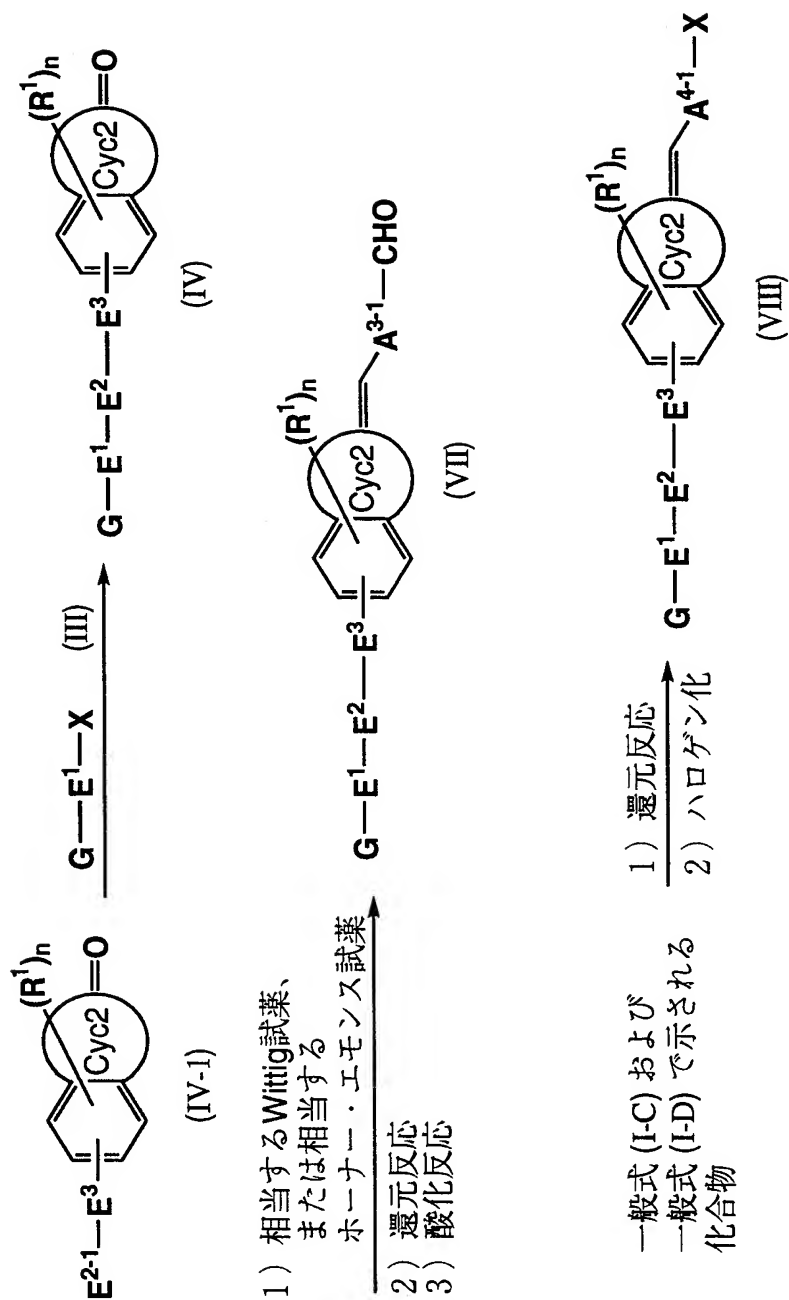 E²⁻¹—E³
Cyc2
(R¹)n
=O
(IV-1)
G—E¹—X (III)
G—E¹—E²—E³
Cyc2
(R¹)n
=O
(IV)
1) 相当するWittig試薬、
または相当する
ホーナー・エモンス試薬
2) 還元反応
3) 酸化反応
G—E¹—E²—E³
Cyc2
(R¹)n
A³⁻¹—CHO
(VII)
一般式 (I-C) および
一般式 (I-D) で示される
化合物
1) 還元反応
2) ハロゲン化
G—E¹—E²—E³
Cyc2
(R¹)n
A⁴⁻¹—X
(VIII)